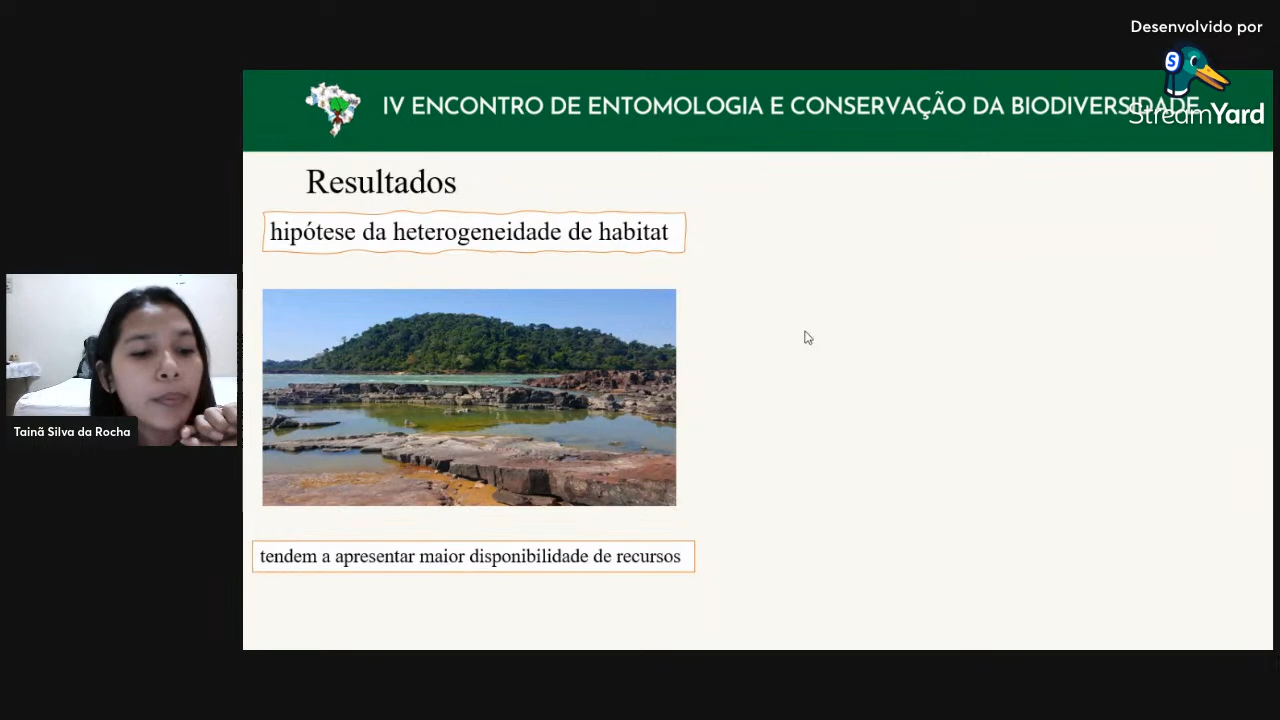 Desenvolvido por
S
StreamYard
IV ENCONTRO DE ENTOMOLOGIA E CONSERVAÇÃO DA BIODIVERSIDADE
Resultados
hipótese da heterogeneidade de habitat
Tainã Silva da Rocha
tendem a apresentar maior disponibilidade de recursos